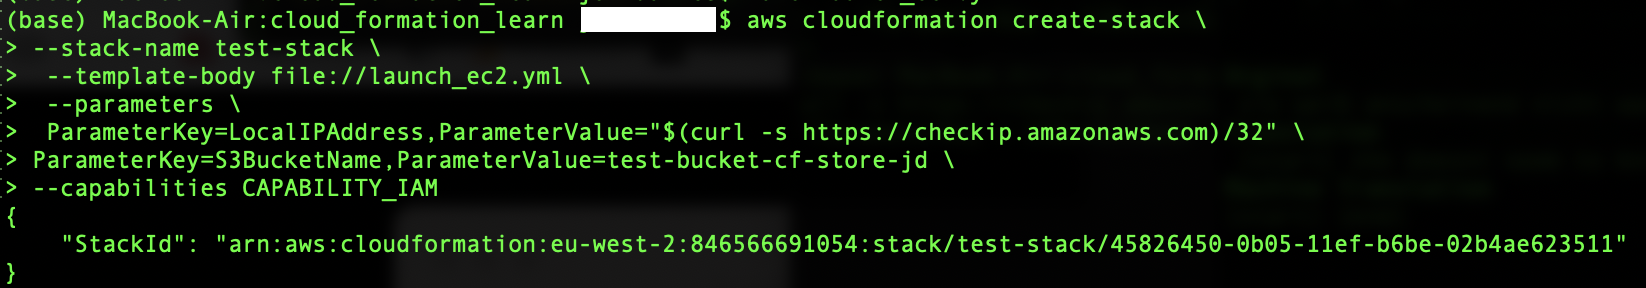 (base) MacBook-Air:cloud_formation_learn $ aws cloudformation create-stack \
> --stack-name test-stack \
>  --template-body file://launch_ec2.yml \
>  --parameters \
>  ParameterKey=LocalIPAddress,ParameterValue="$(curl -s https://checkip.amazonaws.com)/32" \
> ParameterKey=S3BucketName,ParameterValue=test-bucket-cf-store-jd \
> --capabilities CAPABILITY_IAM
{
    "StackId": "arn:aws:cloudformation:eu-west-2:846566691054:stack/test-stack/45826450-0b05-11ef-b6be-02b4ae623511"
}